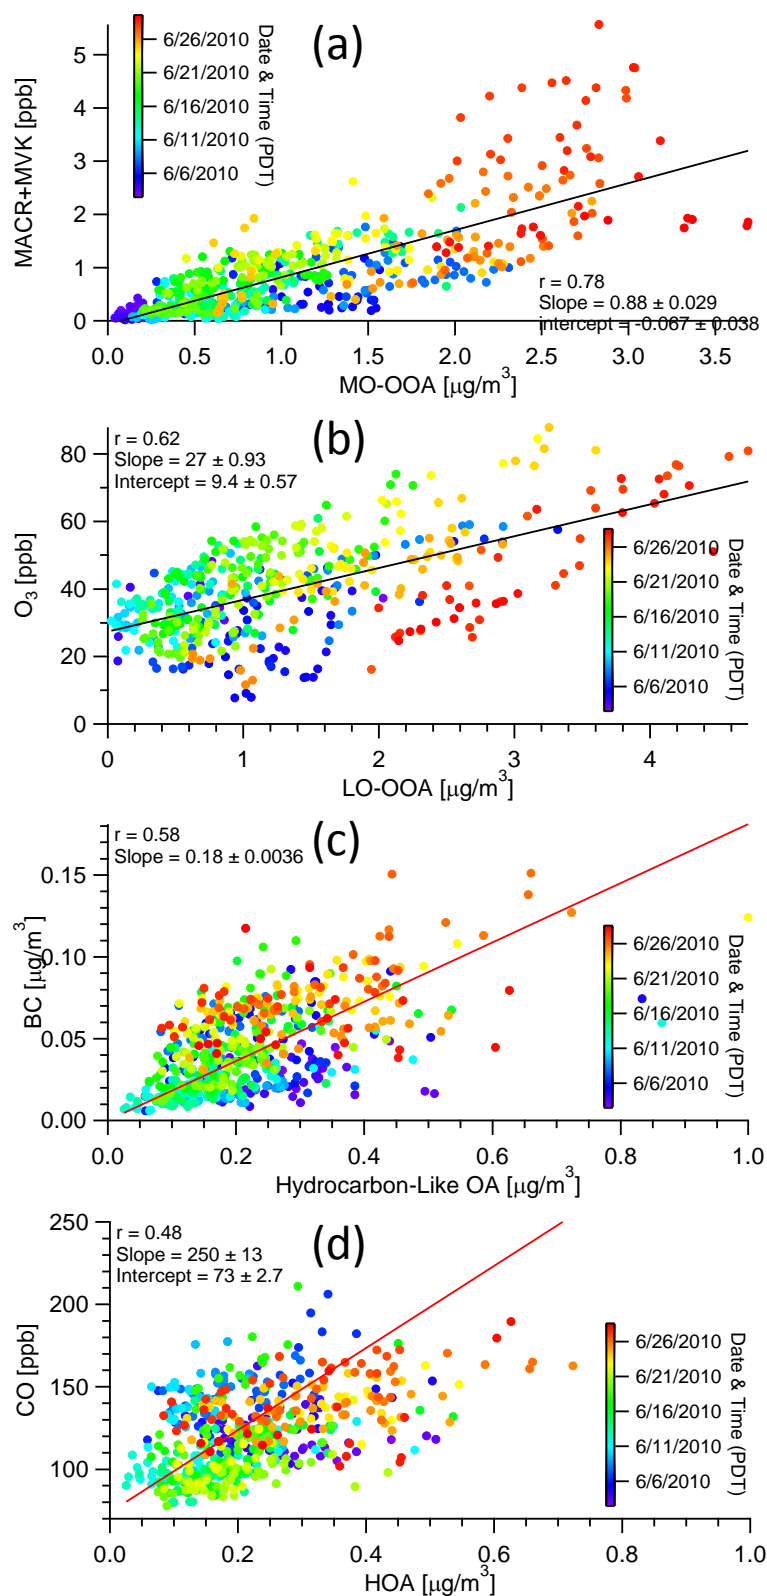 (a)
6/26/2010
6/21/2010
6/16/2010
6/11/2010
6/6/2010
Date & Time (PDT)
MACR+MVK [ppb]
5
4
3
2
1
0
r = 0.78
Slope = 0.88 ± 0.029
intercept = -0.067 ± 0.038
0.0 0.5 1.0 1.5 2.0 2.5 3.0 3.5
MO-OOA [µg/m³]
(b)
r = 0.62
Slope = 27 ± 0.93
Intercept = 9.4 ± 0.57
O₃ [ppb]
80
60
40
20
0
6/26/2010
6/21/2010
6/16/2010
6/11/2010
6/6/2010
Date & Time (PDT)
0 1 2 3 4
LO-OOA [µg/m³]
(c)
r = 0.58
Slope = 0.18 ± 0.0036
BC [µg/m³]
0.15
0.10
0.05
0.00
6/26/2010
6/21/2010
6/16/2010
6/11/2010
6/6/2010
Date & Time (PDT)
0.0 0.2 0.4 0.6 0.8 1.0
Hydrocarbon-Like OA [µg/m³]
(d)
r = 0.48
Slope = 250 ± 13
Intercept = 73 ± 2.7
CO [ppb]
250
200
150
100
6/26/2010
6/21/2010
6/16/2010
6/11/2010
6/6/2010
Date & Time (PDT)
0.0 0.2 0.4 0.6 0.8 1.0
HOA [µg/m³]